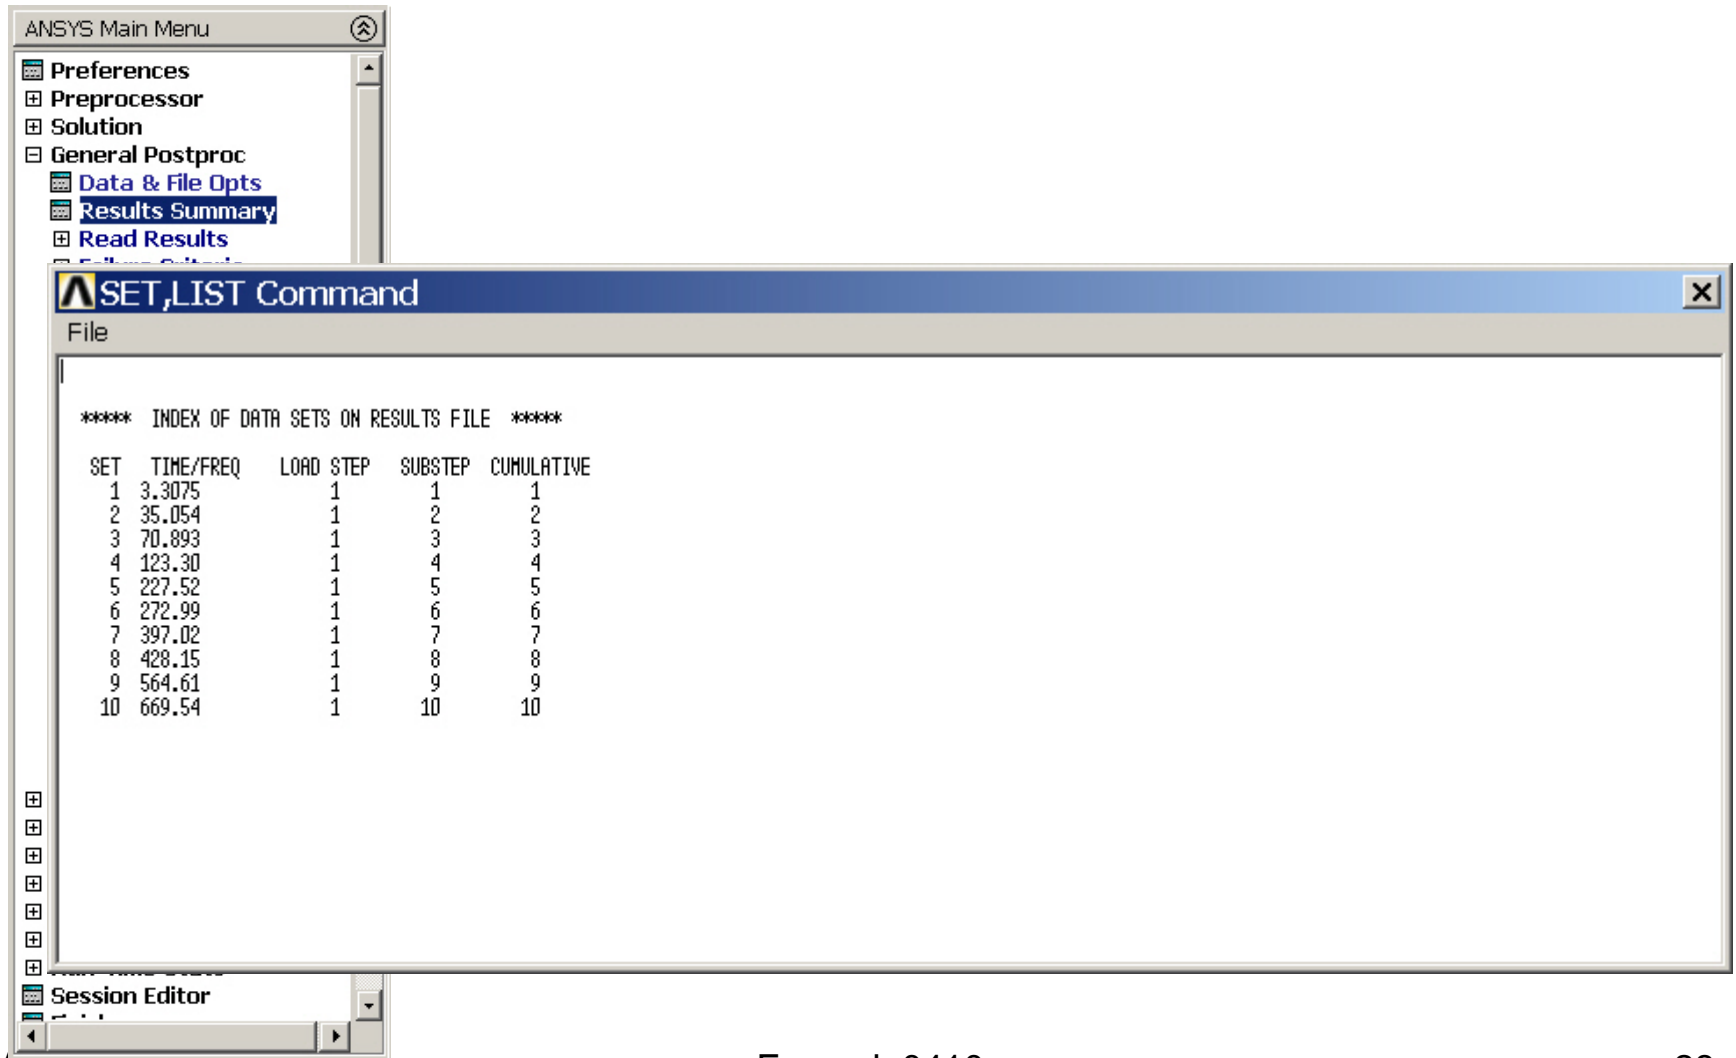 ANSYS Main Menu
Preferences
Preprocessor
Solution
General Postproc
Data & File Opts
Results Summary
Read Results
SET,LIST Command
File
***** INDEX OF DATA SETS ON RESULTS FILE *****
SET TIME/FREQ LOAD STEP SUBSTEP CUMULATIVE
1 3.3075 1 1 1
2 35.054 1 2 2
3 70.893 1 3 3
4 123.30 1 4 4
5 227.52 1 5 5
6 272.99 1 6 6
7 397.02 1 7 7
8 428.15 1 8 8
9 564.61 1 9 9
10 669.54 1 10 10
Session Editor